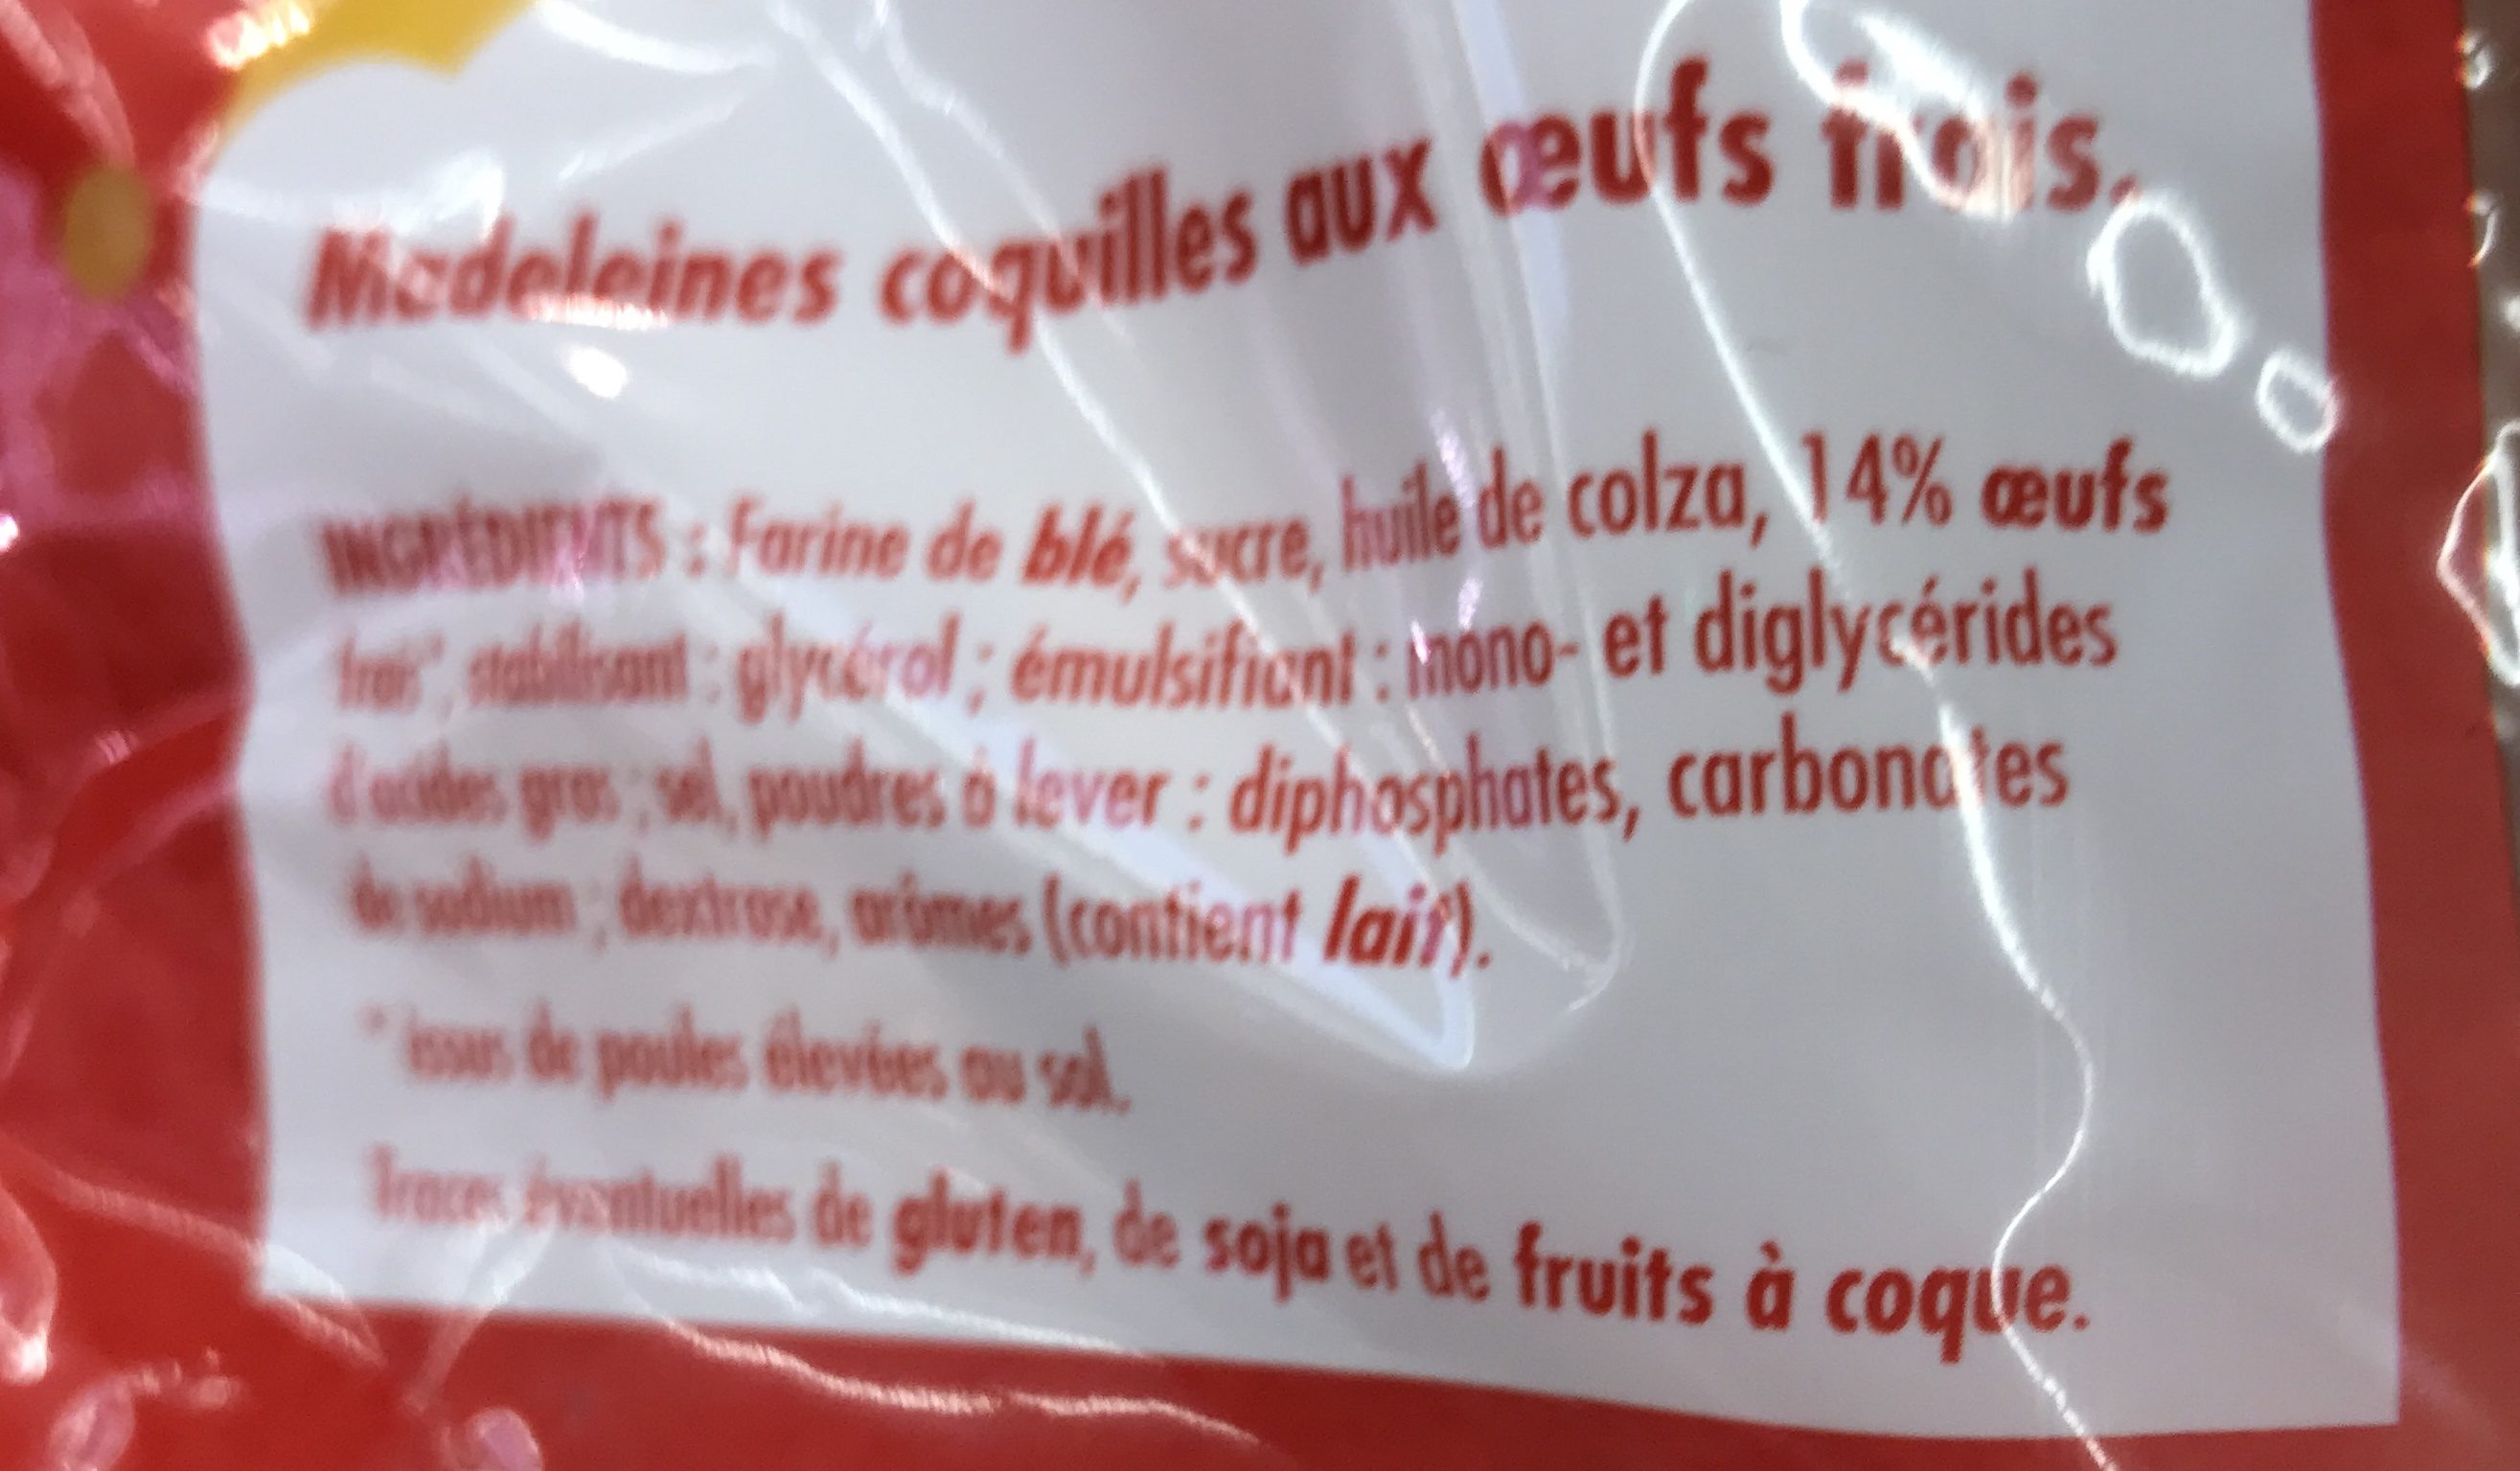 Madeleines coquilles aux œufs frais.
INGRÉDIENTS : Farine de blé, sucre, huile de colza, 14% œufs
frais*, stabilisant : glycérol ; émulsifiant : mono- et diglycérides
d'acides gras ; sel, poudres à lever : diphosphates, carbonates
de sodium ; dextrose, arômes (contient lait).
* issus de poules élevées au sol.
Traces éventuelles de gluten, de soja et de fruits à coque.